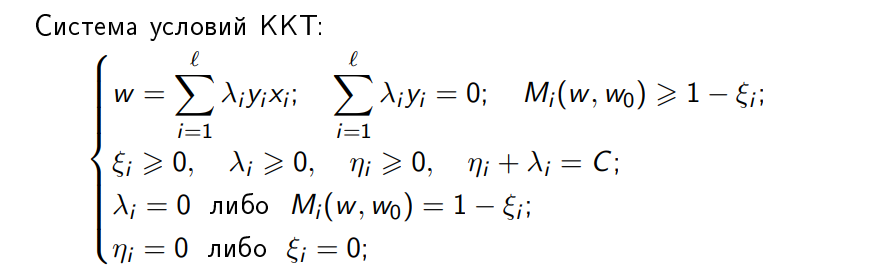 Система условий ККТ:
w = ∑_{i=1}^{ℓ} λ_i y_i x_i; ∑_{i=1}^{ℓ} λ_i y_i = 0; M_i(w, w_0) ⩾ 1 − ξ_i;
ξ_i ⩾ 0, λ_i ⩾ 0, η_i ⩾ 0, η_i + λ_i = C;
λ_i = 0 либо M_i(w, w_0) = 1 − ξ_i;
η_i = 0 либо ξ_i = 0;